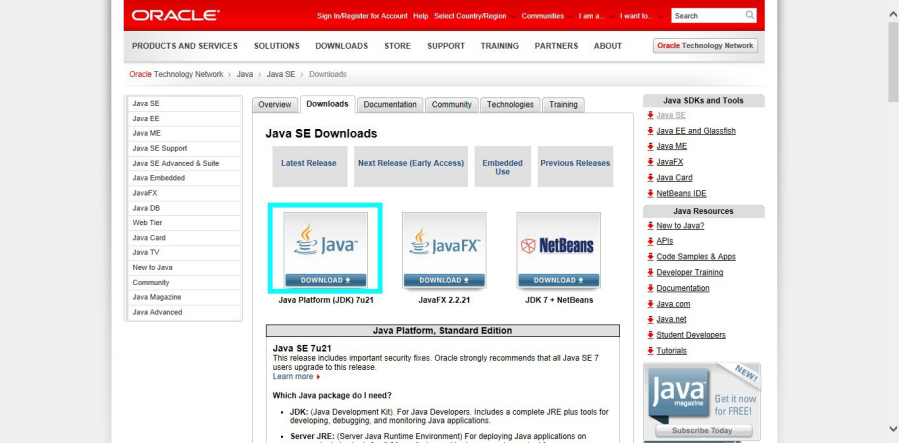 ORACLE
Sign In/Register for Account Help Select Country/Region Communities I am a... I want to... Search
PRODUCTS AND SERVICES SOLUTIONS DOWNLOADS STORE SUPPORT TRAINING PARTNERS ABOUT Oracle Technology Network
Oracle Technology Network > Java > Java SE > Downloads
Java SE
Java EE
Java ME
Java SE Support
Java SE Advanced & Suite
Java Embedded
JavaFX
Java DB
Web Tier
Java Card
Java TV
New to Java
Community
Java Magazine
Java Advanced
Overview Downloads Documentation Community Technologies Training
Java SE Downloads
Latest Release Next Release (Early Access) Embedded Use Previous Releases
Java JavaFX NetBeans
DOWNLOAD DOWNLOAD DOWNLOAD
Java Platform (JDK) 7u21 JavaFX 2.2.21 JDK 7 + NetBeans
Java Platform, Standard Edition
Java SE 7u21
This release includes important security fixes. Oracle strongly recommends that all Java SE 7
users upgrade to this release.
Learn more
Which Java package do I need?
• JDK: (Java Development Kit). For Java Developers. Includes a complete JRE plus tools for
developing, debugging, and monitoring Java applications.
• Server JRE: (Server Java Runtime Environment) For deploying Java applications on
Java SDKs and Tools
Java SE
Java EE and Glassfish
Java ME
JavaFX
Java Card
NetBeans IDE
Java Resources
New to Java?
APIs
Code Samples & Apps
Developer Training
Documentation
Java.com
Java.net
Student Developers
Tutorials
NEW!
Java
magazine
Get it now
for FREE!
Subscribe Today